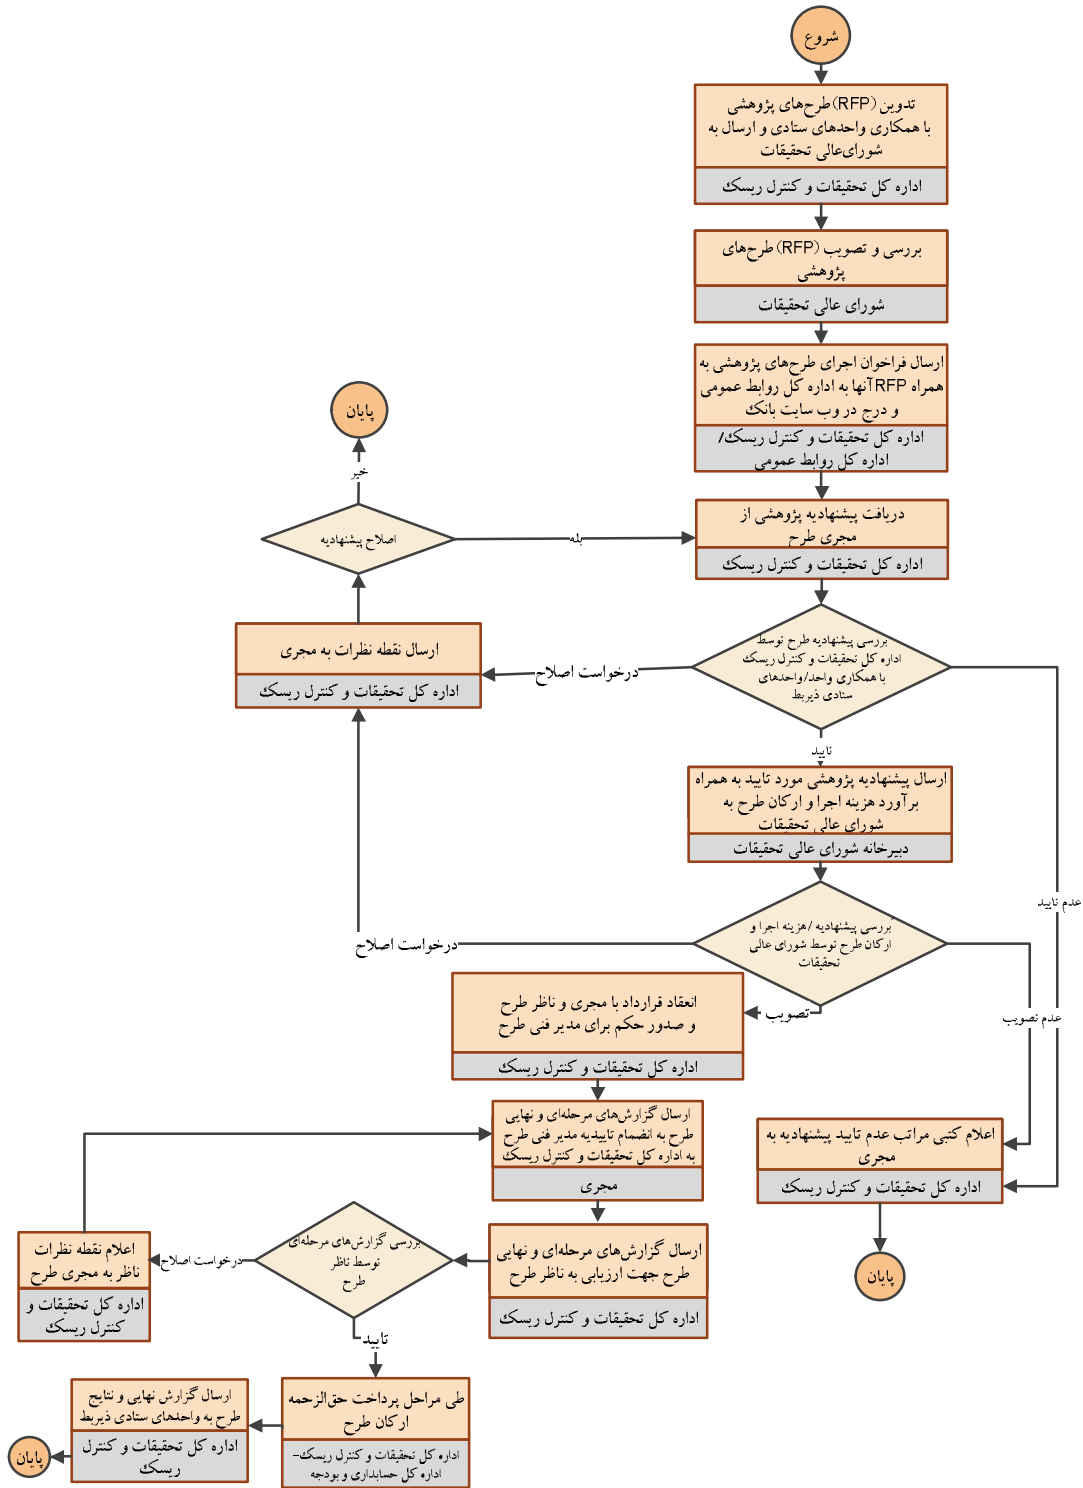 شروع
تدوین (RFP) طرح‌های پژوهشی
با همکاری واحدهای ستادی و ارسال به
شورای‌عالی تحقیقات
اداره کل تحقیقات و کنترل ریسک
بررسی و تصویب (RFP) طرح‌های
پژوهشی
شورای عالی تحقیقات
ارسال فراخوان اجرای طرح‌های پژوهشی به
همراه RFP آنها به اداره کل روابط عمومی
و درج در وب سایت بانک
اداره کل تحقیقات و کنترل ریسک/
اداره کل روابط عمومی
پایان
خیر
اصلاح پیشنهادیه
بله
دریافت پیشنهادیه پژوهشی از
مجری طرح
اداره کل تحقیقات و کنترل ریسک
بررسی پیشنهادیه طرح توسط
اداره کل تحقیقات و کنترل ریسک
با همکاری واحد/واحدهای
ستادی ذیربط
درخواست اصلاح
ارسال نقطه نظرات به مجری
اداره کل تحقیقات و کنترل ریسک
تایید
ارسال پیشنهادیه پژوهشی مورد تایید به همراه
برآورد هزینه اجرا و ارکان طرح به
شورای عالی تحقیقات
دبیرخانه شورای عالی تحقیقات
عدم تایید
بررسی پیشنهادیه /هزینه اجرا و
ارکان طرح توسط شورای عالی
تحقیقات
درخواست اصلاح
تصویب
عدم تصویب
انعقاد قرارداد با مجری و ناظر طرح
و صدور حکم برای مدیر فنی طرح
اداره کل تحقیقات و کنترل ریسک
ارسال گزارش‌های مرحله‌ای و نهایی
طرح به انضمام تاییدیه مدیر فنی طرح
به اداره کل تحقیقات و کنترل ریسک
مجری
اعلام کتبی مراتب عدم تایید پیشنهادیه به
مجری
اداره کل تحقیقات و کنترل ریسک
پایان
ارسال گزارش‌های مرحله‌ای و نهایی
طرح جهت ارزیابی به ناظر طرح
اداره کل تحقیقات و کنترل ریسک
بررسی گزارش‌های مرحله‌ای
توسط ناظر
طرح
درخواست اصلاح
اعلام نقطه نظرات
ناظر به مجری طرح
اداره کل تحقیقات و
کنترل ریسک
تایید
طی مراحل پرداخت حق‌الزحمه
ارکان طرح
اداره کل تحقیقات و کنترل ریسک-
اداره کل حسابداری و بودجه
ارسال گزارش نهایی و نتایج
طرح به واحدهای ستادی ذیربط
اداره کل تحقیقات و کنترل
ریسک
پایان